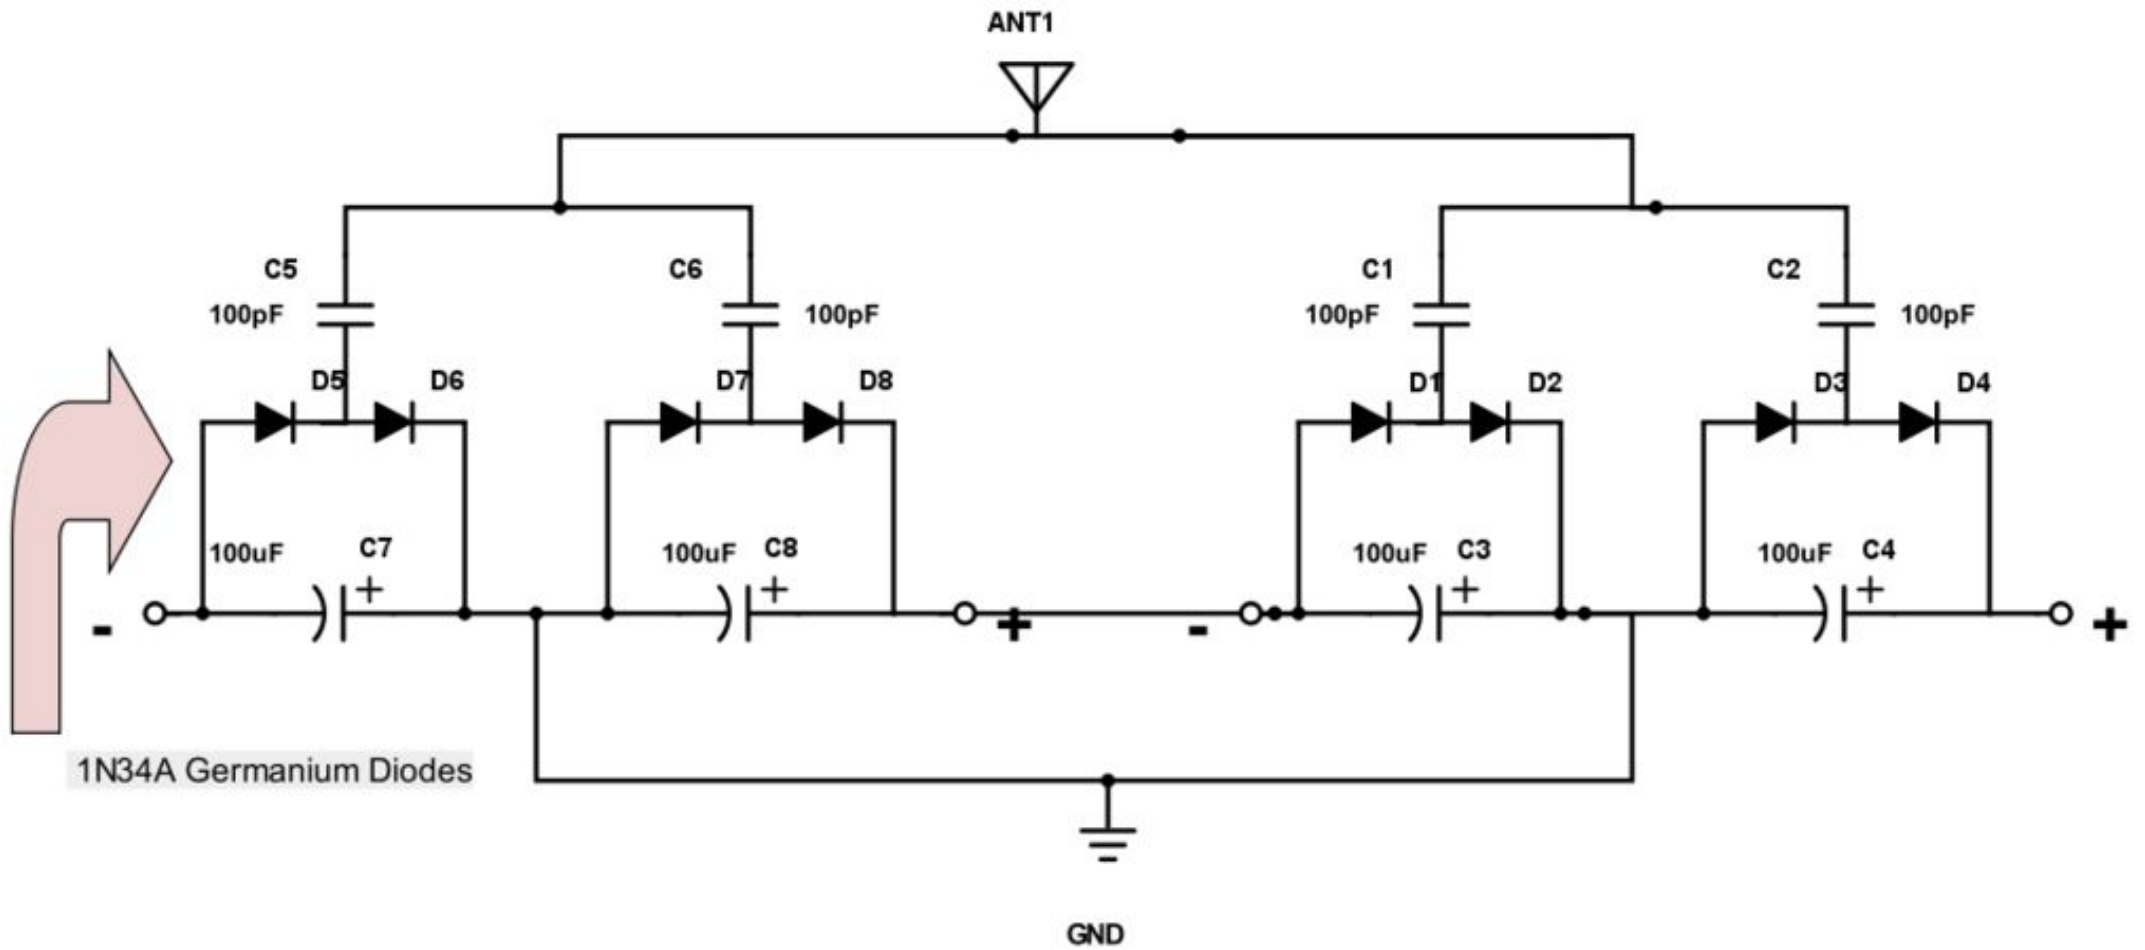 ANT1
C5
100pF
C6
100pF
C1
100pF
C2
100pF
D5
D6
D7
D8
D1
D2
D3
D4
100uF
C7
+
100uF
C8
+
100uF
C3
+
100uF
C4
+
-
+
-
+
1N34A Germanium Diodes
GND